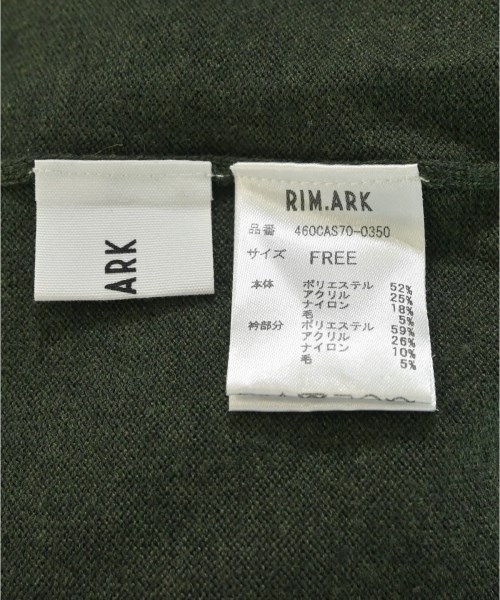 ARK
RIM.ARK
品番 460CAS70-0350
サイズ FREE
本体 ポリエステル 52%
アクリル 25%
ナイロン 18%
毛 5%
衿部分 ポリエステル 59%
アクリル 26%
ナイロン 10%
毛 5%